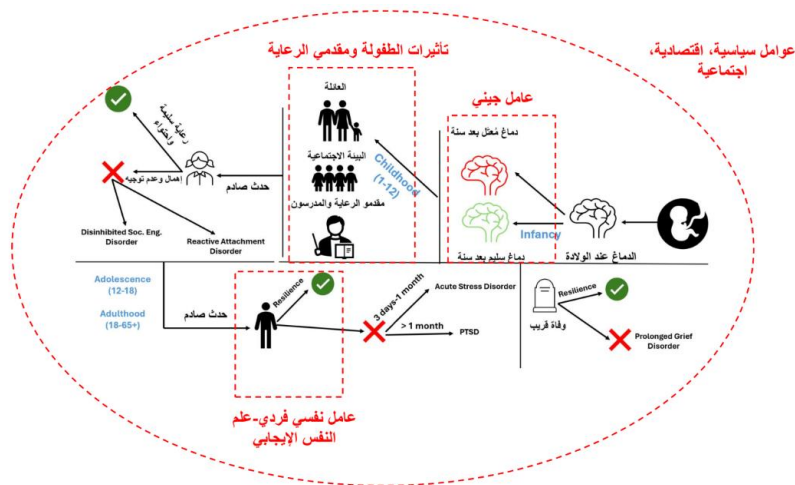 عوامل سياسية، اقتصادية،
اجتماعية
تأثيرات الطفولة ومقدمي الرعاية
عامل جيني
دماغ مُعتل بعد سنة
دماغ سليم بعد سنة
Infancy
الدماغ عند الولادة
Childhood
(1-12)
العائلة
البيئة الاجتماعية
مقدمو الرعاية والمدرسون
حدث صادم
رعاية سليمة
واحتواء
إهمال وعدم توجيه
Disinhibited Soc. Eng.
Disorder
Reactive Attachment
Disorder
Adolescence
(12-18)
Adulthood
(18-65+)
حدث صادم
Resilience
3 days-1 month
Acute Stress Disorder
> 1 month
PTSD
وفاة قريب
Resilience
Prolonged Grief
Disorder
عامل نفسي فردي-علم
النفس الإيجابي